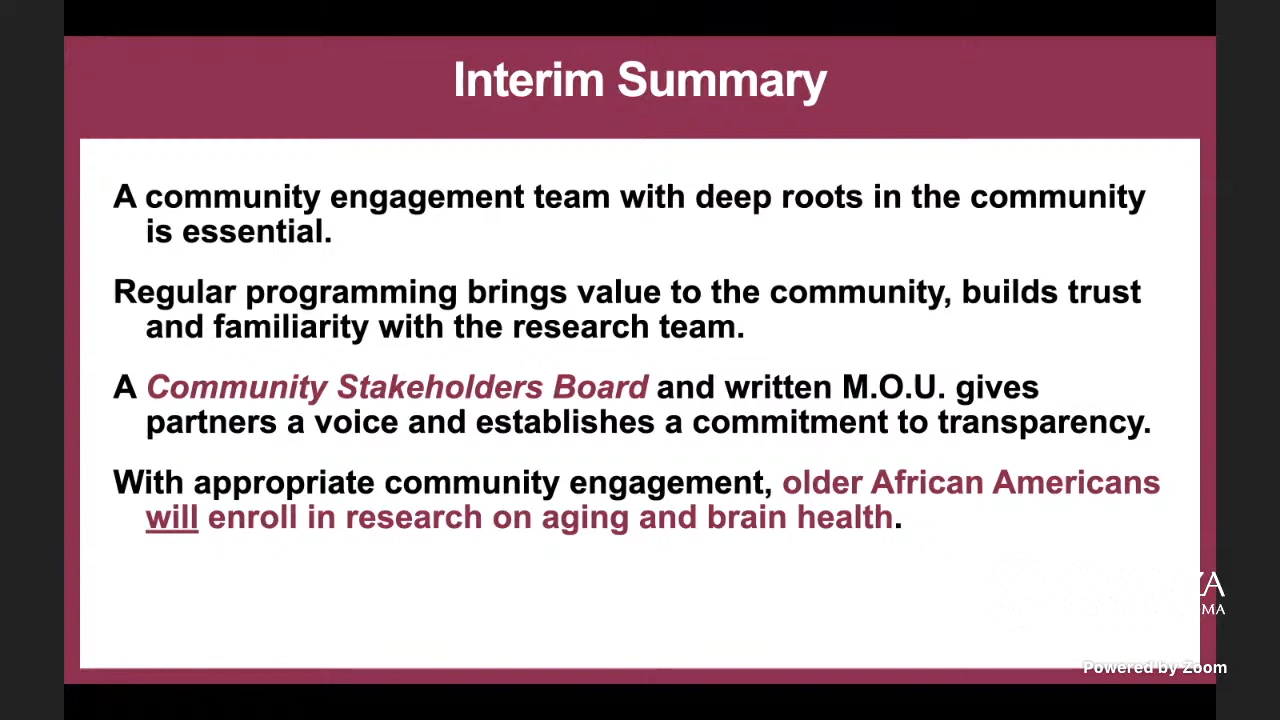 Interim Summary
A community engagement team with deep roots in the community
is essential.
Regular programming brings value to the community, builds trust
and familiarity with the research team.
A Community Stakeholders Board and written M.O.U. gives
partners a voice and establishes a commitment to transparency.
With appropriate community engagement, older African Americans
will enroll in research on aging and brain health.
Powered by Zoom